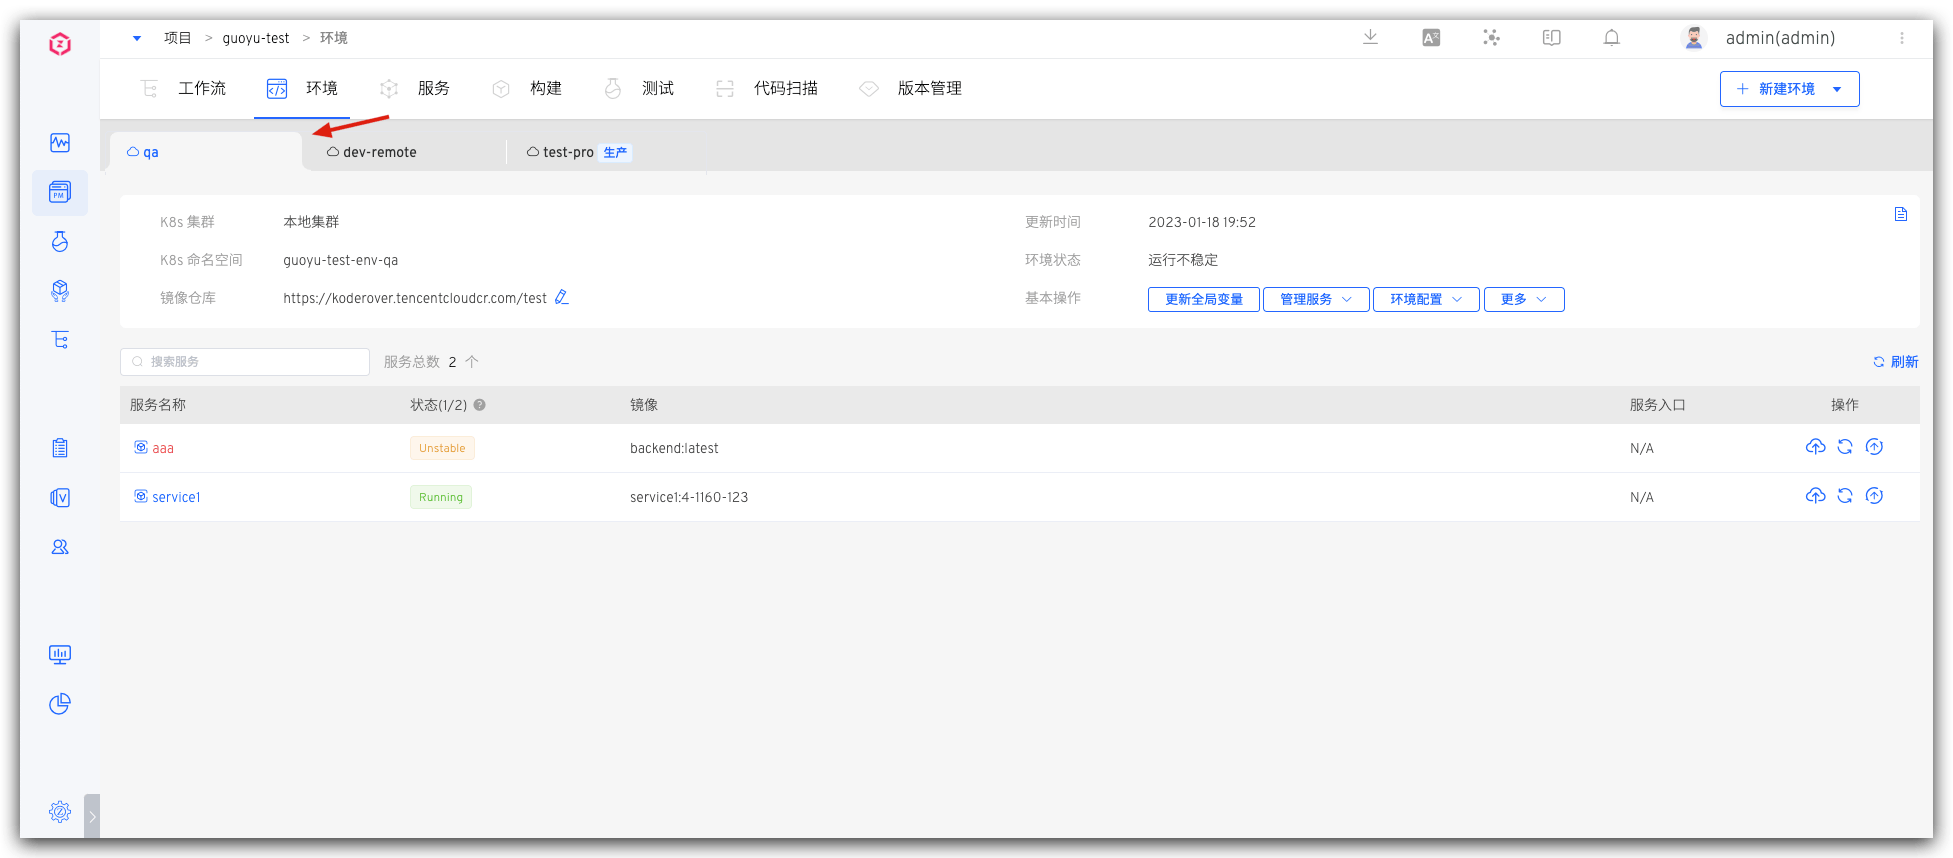 项目 > guoyu-test > 环境
admin(admin)
工作流 环境 服务 构建 测试 代码扫描 版本管理
新建环境
qa dev-remote test-pro 生产
K8s 集群 本地集群 更新时间 2023-01-18 19:52
K8s 命名空间 guoyu-test-env-qa 环境状态 运行不稳定
镜像仓库 https://koderover.tencentcloudcr.com/test 基本操作 更新全局变量 管理服务 环境配置 更多
搜索服务 服务总数 2 个 刷新
服务名称 状态(1/2) 镜像 服务入口 操作
aaa Unstable backend:latest N/A
service1 Running service1:4-1160-123 N/A